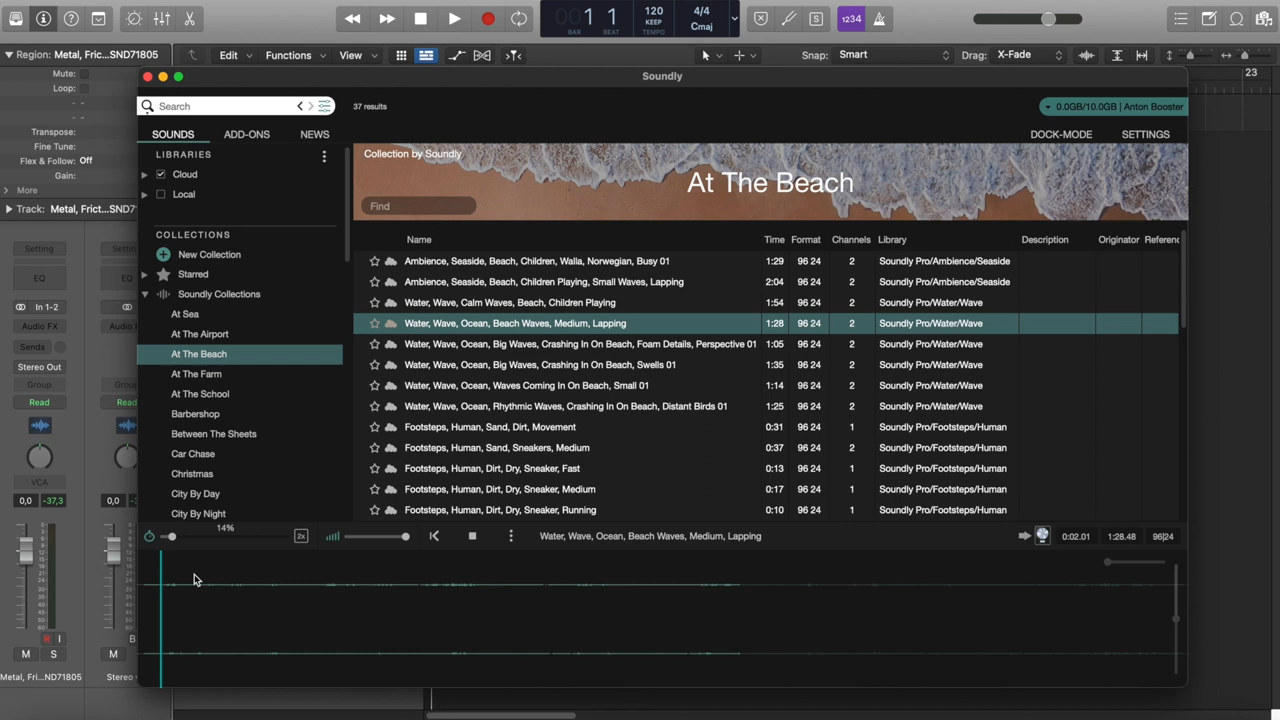 001 1
BAR BEAT
120
KEEP
TEMPO
4/4
Cmaj
S
1234
Region: Metal, Fric...SND71805
Edit
Functions
View
Snap: Smart
Drag: X-Fade
23
Mute:
Loop:
- -
Transpose:
Fine Tune:
Flex & Follow: Off
Gain:
More
Track: Metal, Frict...SND7
- -
Setting
EQ
In 1-2
Audio FX
Sends
Stereo Out
Group
Read
VCA
0,0 -37,3
R I
M S
Metal, Fri...ND71805
Setti
EQ
Audi
Grou
Read
0,0
B
M
Stereo
Soundly
Search
37 results
0.0GB/10.0GB | Anton Booster
SOUNDS ADD-ONS NEWS
DOCK-MODE SETTINGS
LIBRARIES
Cloud
Local
COLLECTIONS
New Collection
Starred
Soundly Collections
At Sea
At The Airport
At The Beach
At The Farm
At The School
Barbershop
Between The Sheets
Car Chase
Christmas
City By Day
City By Night
Collection by Soundly
At The Beach
Find
Name Time Format Channels Library Description Originator Referenc
Ambience, Seaside, Beach, Children, Walla, Norwegian, Busy 01 1:29 96 24 2 Soundly Pro/Ambience/Seaside
Ambience, Seaside, Beach, Children Playing, Small Waves, Lapping 2:04 96 24 2 Soundly Pro/Ambience/Seaside
Water, Wave, Calm Waves, Beach, Children Playing 1:54 96 24 2 Soundly Pro/Water/Wave
Water, Wave, Ocean, Beach Waves, Medium, Lapping 1:28 96 24 2 Soundly Pro/Water/Wave
Water, Wave, Ocean, Big Waves, Crashing In On Beach, Foam Details, Perspective 01 1:05 96 24 2 Soundly Pro/Water/Wave
Water, Wave, Ocean, Big Waves, Crashing In On Beach, Swells 01 1:35 96 24 2 Soundly Pro/Water/Wave
Water, Wave, Ocean, Waves Coming In On Beach, Small 01 1:14 96 24 2 Soundly Pro/Water/Wave
Water, Wave, Ocean, Rhythmic Waves, Crashing In On Beach, Distant Birds 01 1:25 96 24 2 Soundly Pro/Water/Wave
Footsteps, Human, Sand, Dirt, Movement 0:31 96 24 1 Soundly Pro/Footsteps/Human
Footsteps, Human, Sand, Sneakers, Medium 0:37 96 24 2 Soundly Pro/Footsteps/Human
Footsteps, Human, Dirt, Dry, Sneaker, Fast 0:13 96 24 1 Soundly Pro/Footsteps/Human
Footsteps, Human, Dirt, Dry, Sneaker, Medium 0:17 96 24 1 Soundly Pro/Footsteps/Human
Footsteps, Human, Dirt, Dry, Sneaker, Running 0:10 96 24 1 Soundly Pro/Footsteps/Human
14%
2x
Water, Wave, Ocean, Beach Waves, Medium, Lapping
0:02.01 1:28.48 96|24